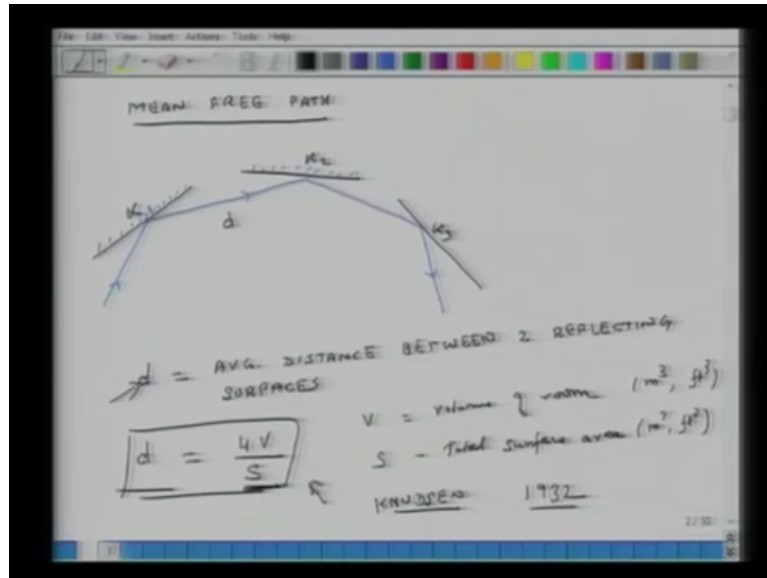 File Edit View Insert Actions Tools Help
MEAN FREE PATH
α₁
α₂
α₃
d
d = AVG. DISTANCE BETWEEN 2 REFLECTING
SURFACES
d = 4V / S
V = volume of room (m³, ft³)
S - Total surface area (m², ft²)
KNUDSEN 1932
2/30